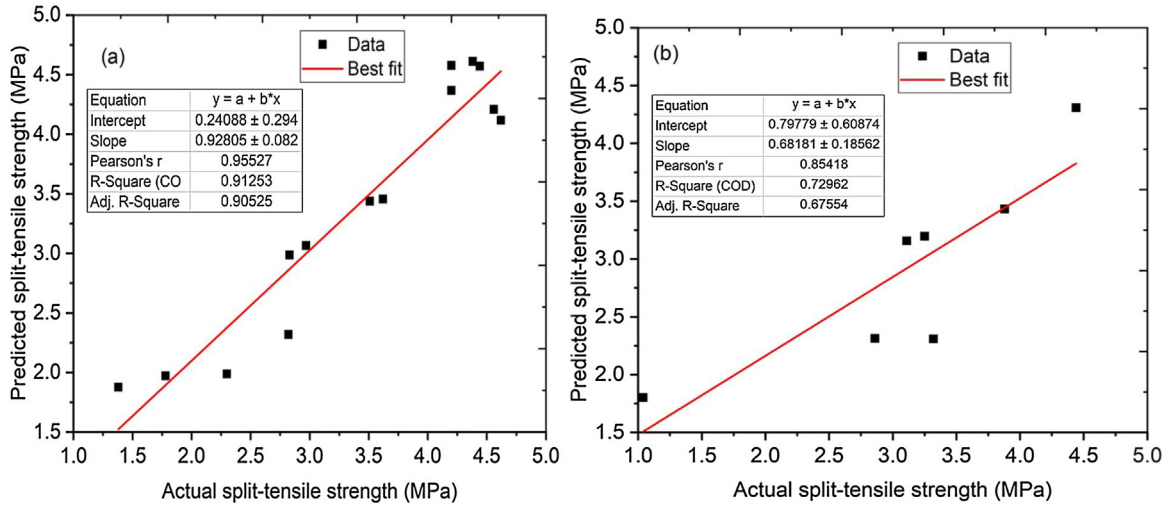 (a)
Data
Best fit
Equation y = a + b*x
Intercept 0.24088 ± 0.294
Slope 0.92805 ± 0.082
Pearson's r 0.95527
R-Square (CO 0.91253
Adj. R-Square 0.90525
Predicted split-tensile strength (MPa)
5.0
4.5
4.0
3.5
3.0
2.5
2.0
1.5
1.0 1.5 2.0 2.5 3.0 3.5 4.0 4.5 5.0
Actual split-tensile strength (MPa)
(b)
Data
Best fit
Equation y = a + b*x
Intercept 0.79779 ± 0.60874
Slope 0.68181 ± 0.18562
Pearson's r 0.85418
R-Square (COD) 0.72962
Adj. R-Square 0.67554
Predicted split-tensile strength (MPa)
5.0
4.5
4.0
3.5
3.0
2.5
2.0
1.5
1.0 1.5 2.0 2.5 3.0 3.5 4.0 4.5 5.0
Actual split-tensile strength (MPa)